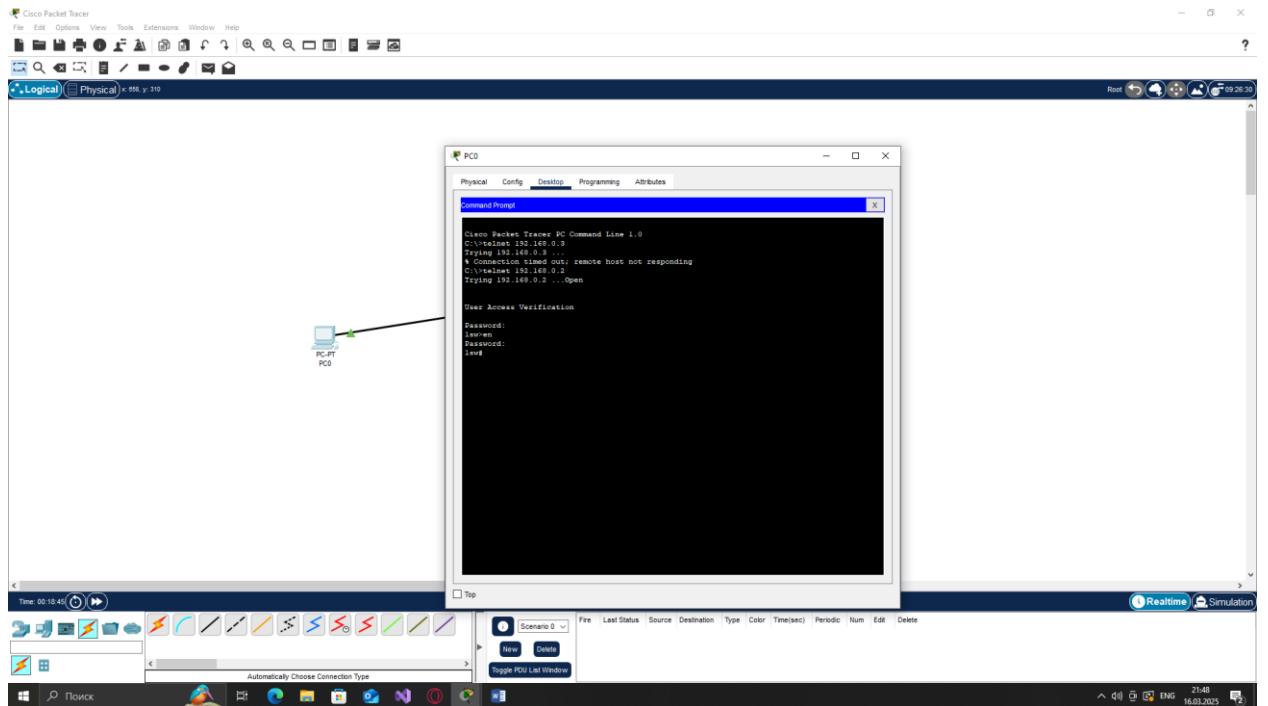 Cisco Packet Tracer
File Edit Options View Tools Extensions Window Help
?
Logical Physical x: 658, y: 310 Root 09:26:30
PC0
Physical Config Desktop Programming Attributes
Command Prompt X
Cisco Packet Tracer PC Command Line 1.0
C:\>telnet 192.168.0.3
Trying 192.168.0.3 ...
% Connection timed out; remote host not responding
C:\>telnet 192.168.0.2
Trying 192.168.0.2 ...Open
User Access Verification
Password:
lsw>en
Password:
lsw#
PC-PT
PC0
Top
Time: 00:18:45 Realtime Simulation
Scenario 0 Fire Last Status Source Destination Type Color Time(sec) Periodic Num Edit Delete
New Delete
Toggle PDU List Window
Automatically Choose Connection Type
Поиск ENG 21:48
16.03.2025
2